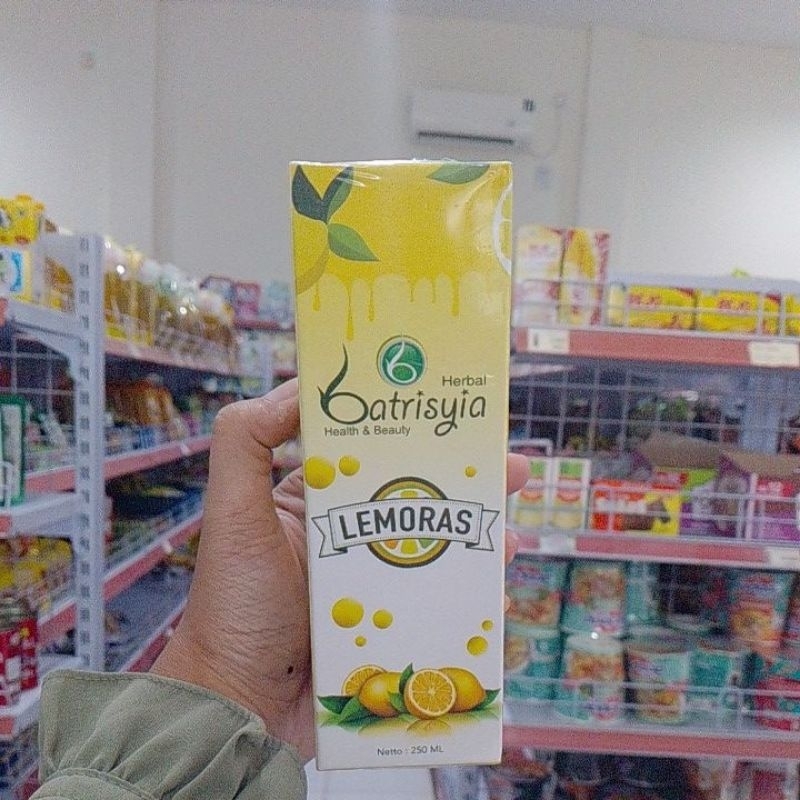 Herbal
batrisyia
Health & Beauty
LEMORAS
Netto : 250 ML